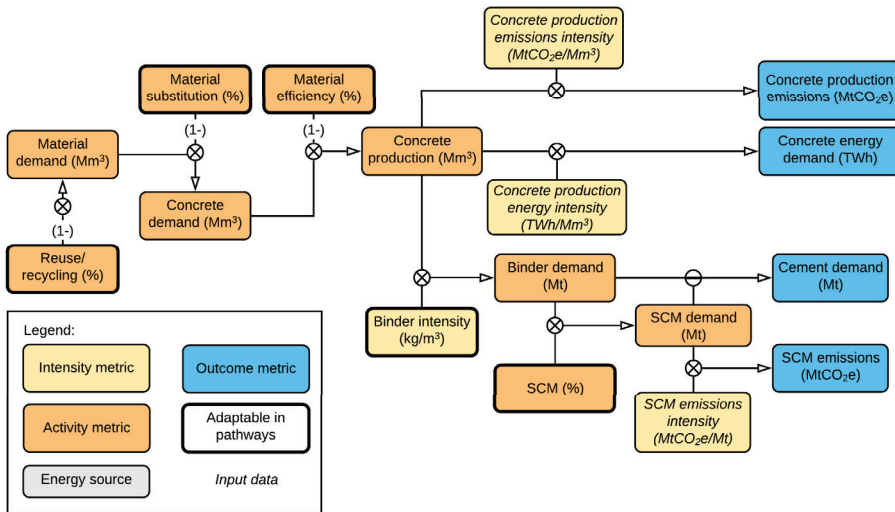 Concrete production
emissions intensity
(MtCO₂e/Mm³)
Material
substitution (%)
Material
efficiency (%)
Concrete production
emissions (MtCO₂e)
(1-)
(1-)
Material
demand (Mm³)
Concrete
production (Mm³)
Concrete energy
demand (TWh)
Concrete
demand (Mm³)
Concrete production
energy intensity
(TWh/Mm³)
(1-)
Reuse/
recycling (%)
Binder demand
(Mt)
Cement demand
(Mt)
Binder intensity
(kg/m³)
SCM demand
(Mt)
SCM emissions
(MtCO₂e)
SCM (%)
SCM emissions
intensity
(MtCO₂e/Mt)
Legend:
Intensity metric
Outcome metric
Activity metric
Adaptable in
pathways
Energy source
Input data